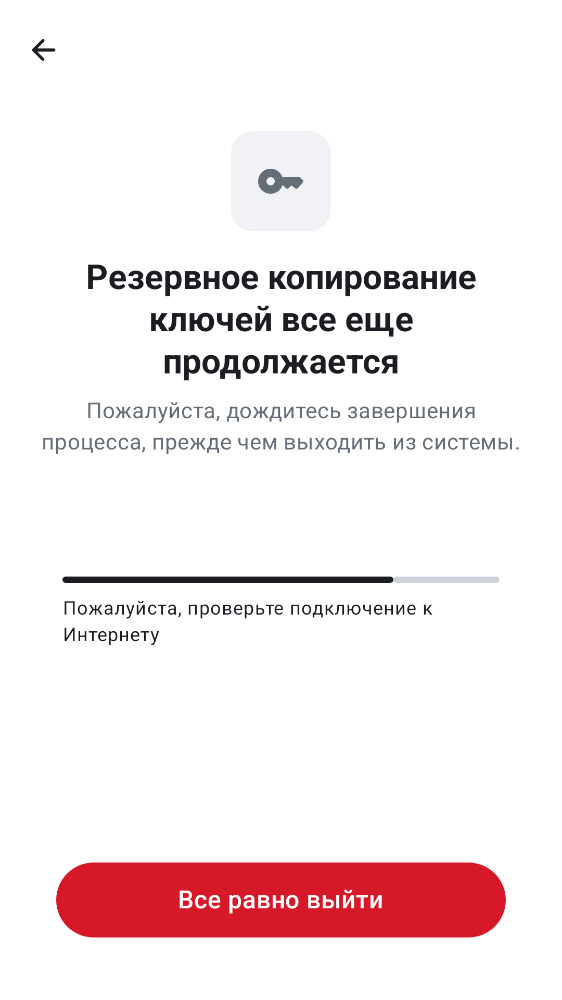 Резервное копирование
ключей все еще
продолжается
Пожалуйста, дождитесь завершения
процесса, прежде чем выходить из системы.
Пожалуйста, проверьте подключение к
Интернету
Все равно выйти